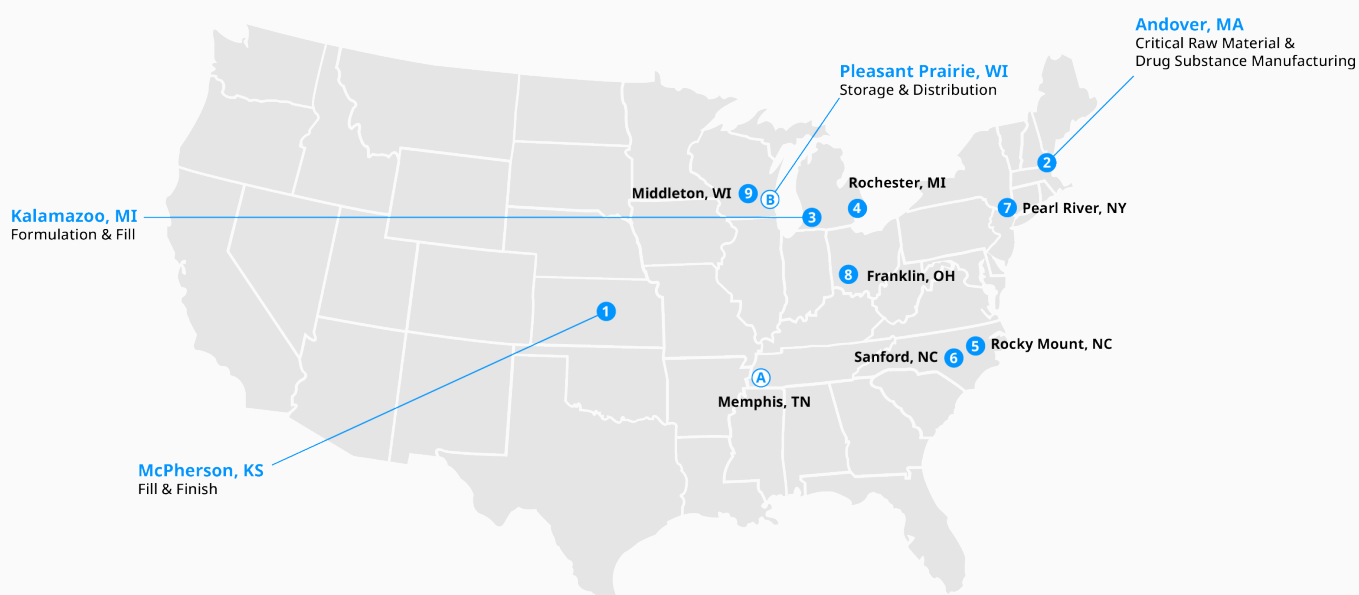 Andover, MA
Critical Raw Material &
Drug Substance Manufacturing
Pleasant Prairie, WI
Storage & Distribution
2
Rochester, MI
Middleton, WI 9 B
Kalamazoo, MI
Formulation & Fill
3
4
7 Pearl River, NY
8 Franklin, OH
1
5 Rocky Mount, NC
Sanford, NC 6
A
Memphis, TN
McPherson, KS
Fill & Finish